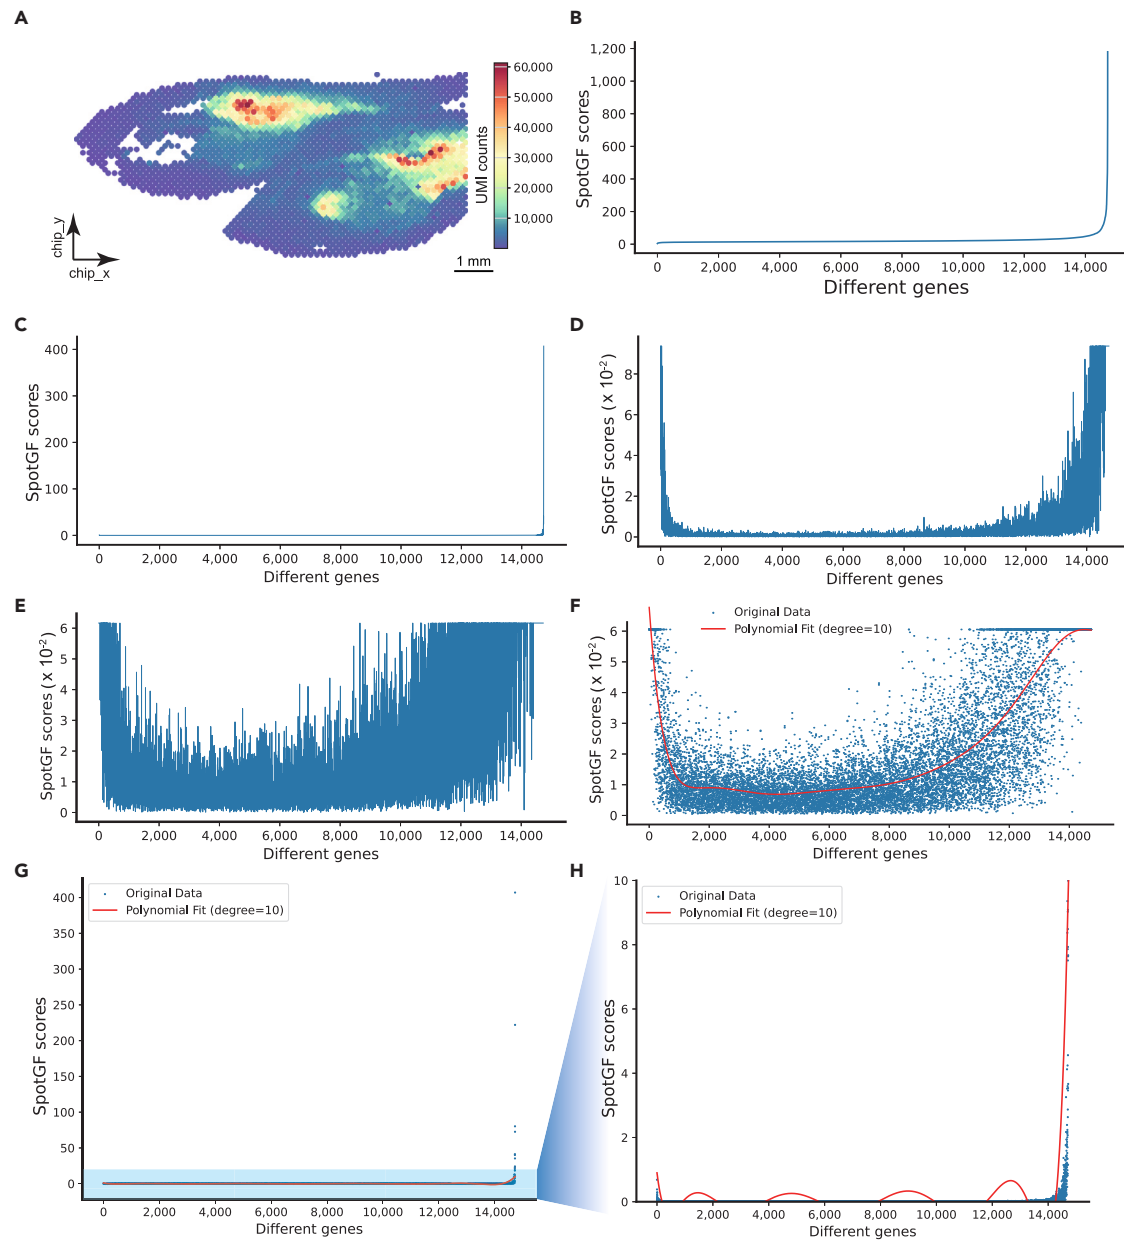 A
60,000
50,000
40,000
30,000
20,000
10,000
UMI counts
chip_y
chip_x
1 mm
B
1,200
1,000
800
600
400
200
0
SpotGF scores
0 2,000 4,000 6,000 8,000 10,000 12,000 14,000
Different genes
C
400
300
200
100
0
SpotGF scores
0 2,000 4,000 6,000 8,000 10,000 12,000 14,000
Different genes
D
8
6
4
2
0
SpotGF scores (x 10-2)
0 2,000 4,000 6,000 8,000 10,000 12,000 14,000
Different genes
E
6
5
4
3
2
1
0
SpotGF scores (x 10-2)
0 2,000 4,000 6,000 8,000 10,000 12,000 14,000
Different genes
F
Original Data
Polynomial Fit (degree=10)
6
5
4
3
2
1
0
SpotGF scores (x 10-2)
0 2,000 4,000 6,000 8,000 10,000 12,000 14,000
Different genes
G
Original Data
Polynomial Fit (degree=10)
400
350
300
250
200
150
100
50
0
SpotGF scores
0 2,000 4,000 6,000 8,000 10,000 12,000 14,000
Different genes
H
Original Data
Polynomial Fit (degree=10)
10
8
6
4
2
0
SpotGF scores
0 2,000 4,000 6,000 8,000 10,000 12,000 14,000
Different genes